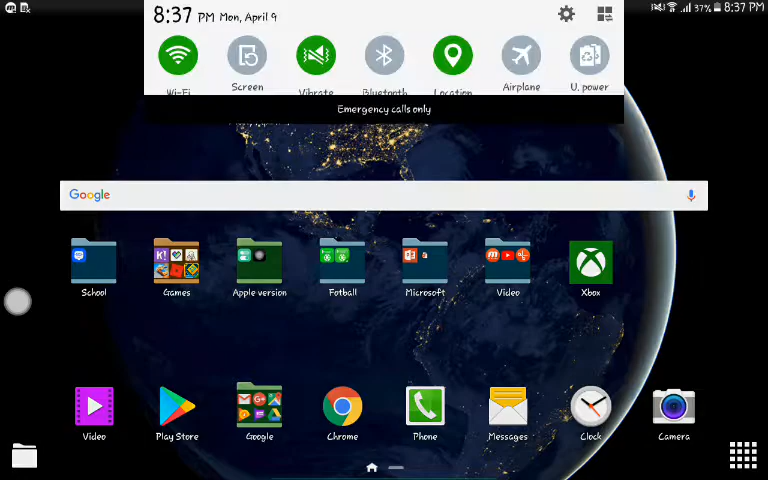 8:37 PM Mon, April 9
37% 8:37 PM
Wi-Fi Screen Vibrate Bluetooth Location Airplane U. power
Emergency calls only
Google
School Games Apple version Fotball Microsoft Video Xbox
Video Play Store Google Chrome Phone Messages Clock Camera